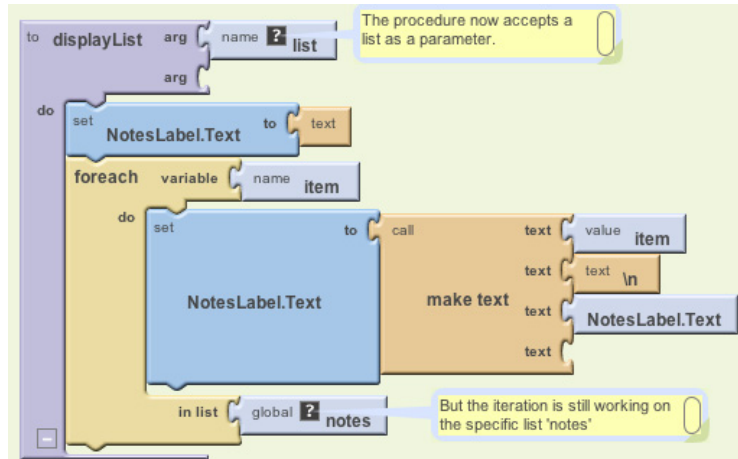 to displayList arg name ? list
The procedure now accepts a
list as a parameter.
arg
do
set NotesLabel.Text to text
foreach variable name item
do
set NotesLabel.Text to call make text
text value item
text text \n
text NotesLabel.Text
text
in list global ? notes
But the iteration is still working on
the specific list 'notes'